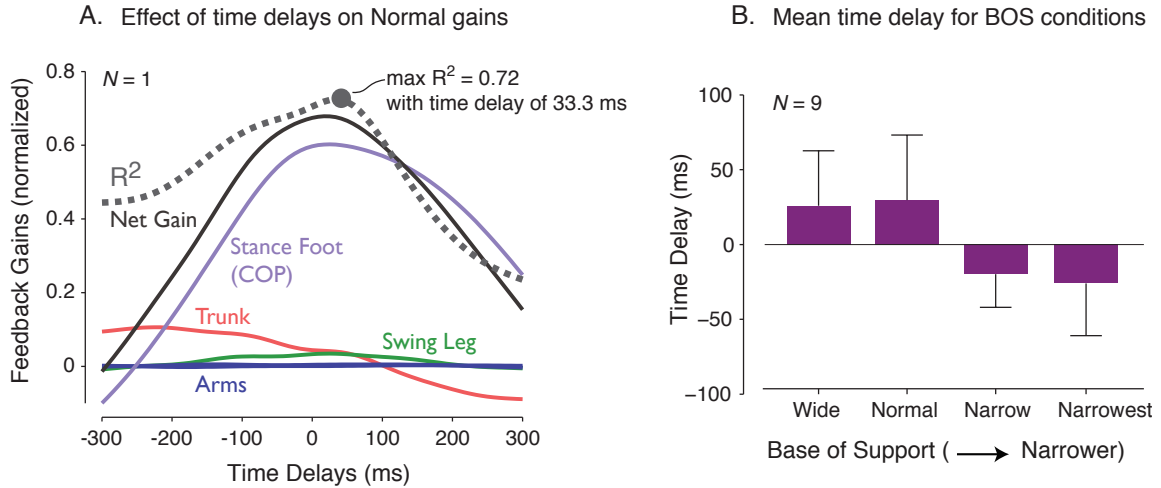 A. Effect of time delays on Normal gains
N = 1
max R² = 0.72
with time delay of 33.3 ms
R²
Net Gain
Stance Foot
(COP)
Trunk
Swing Leg
Arms
Feedback Gains (normalized)
0.8
0.6
0.4
0.2
0
-300
-200
-100
0
100
200
300
Time Delays (ms)
B. Mean time delay for BOS conditions
N = 9
Time Delay (ms)
100
50
0
−50
−100
Wide
Normal
Narrow
Narrowest
Base of Support ( → Narrower)